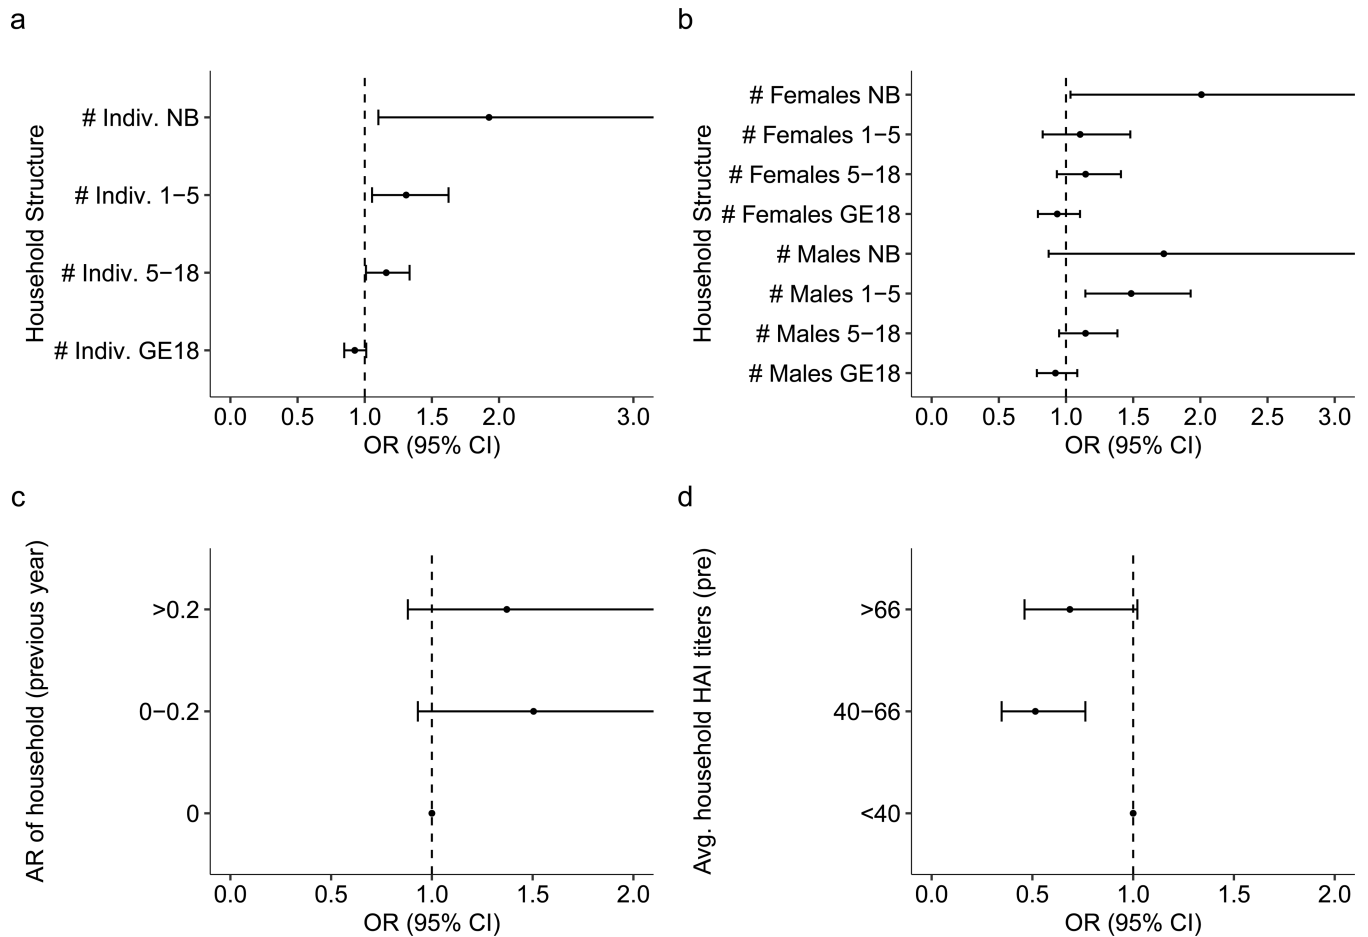 a
Household Structure
# Indiv. NB
# Indiv. 1−5
# Indiv. 5−18
# Indiv. GE18
0.0 0.5 1.0 1.5 2.0 3.0
OR (95% CI)
b
Household Structure
# Females NB
# Females 1−5
# Females 5−18
# Females GE18
# Males NB
# Males 1−5
# Males 5−18
# Males GE18
0.0 0.5 1.0 1.5 2.0 2.5 3.0
OR (95% CI)
c
AR of household (previous year)
>0.2
0−0.2
0
0.0 0.5 1.0 1.5 2.0
OR (95% CI)
d
Avg. household HAI titers (pre)
>66
40−66
<40
0.0 0.5 1.0 1.5 2.0
OR (95% CI)